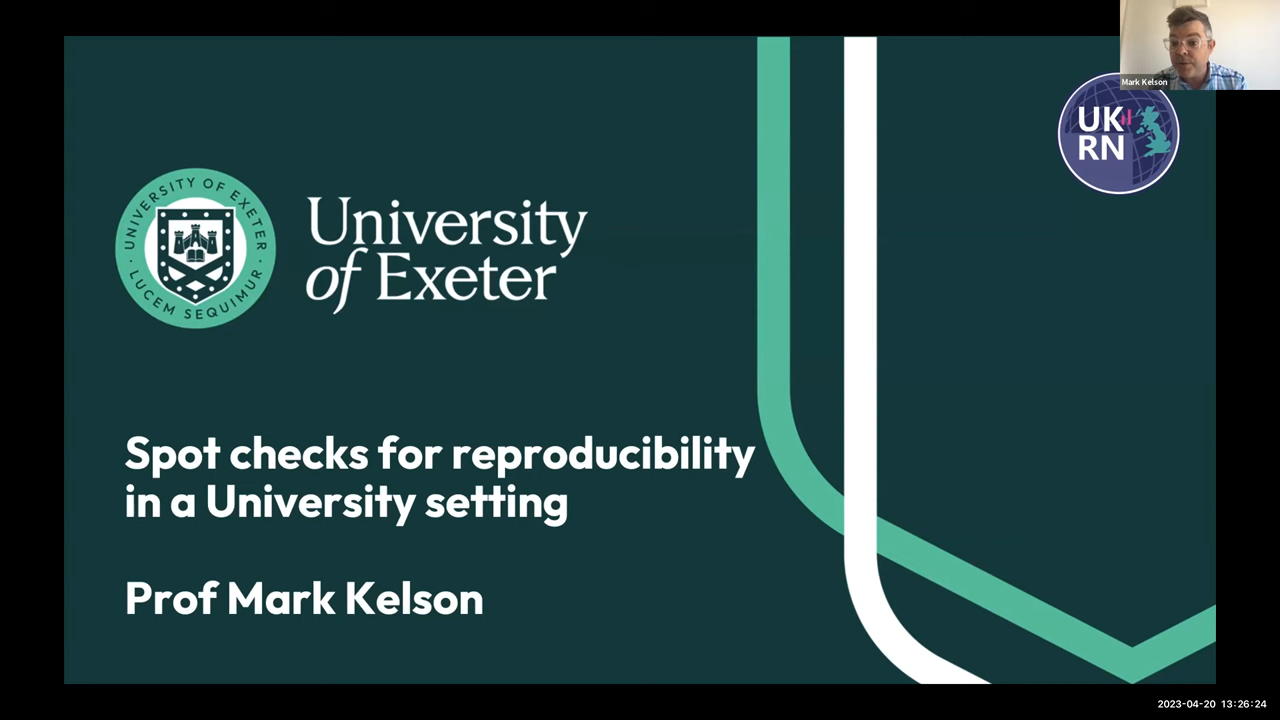 Mark Kelson
UK
RN
UNIVERSITY OF EXETER
LUCEM SEQUIMUR
University
of Exeter
Spot checks for reproducibility
in a University setting
Prof Mark Kelson
2023-04-20 13:26:24